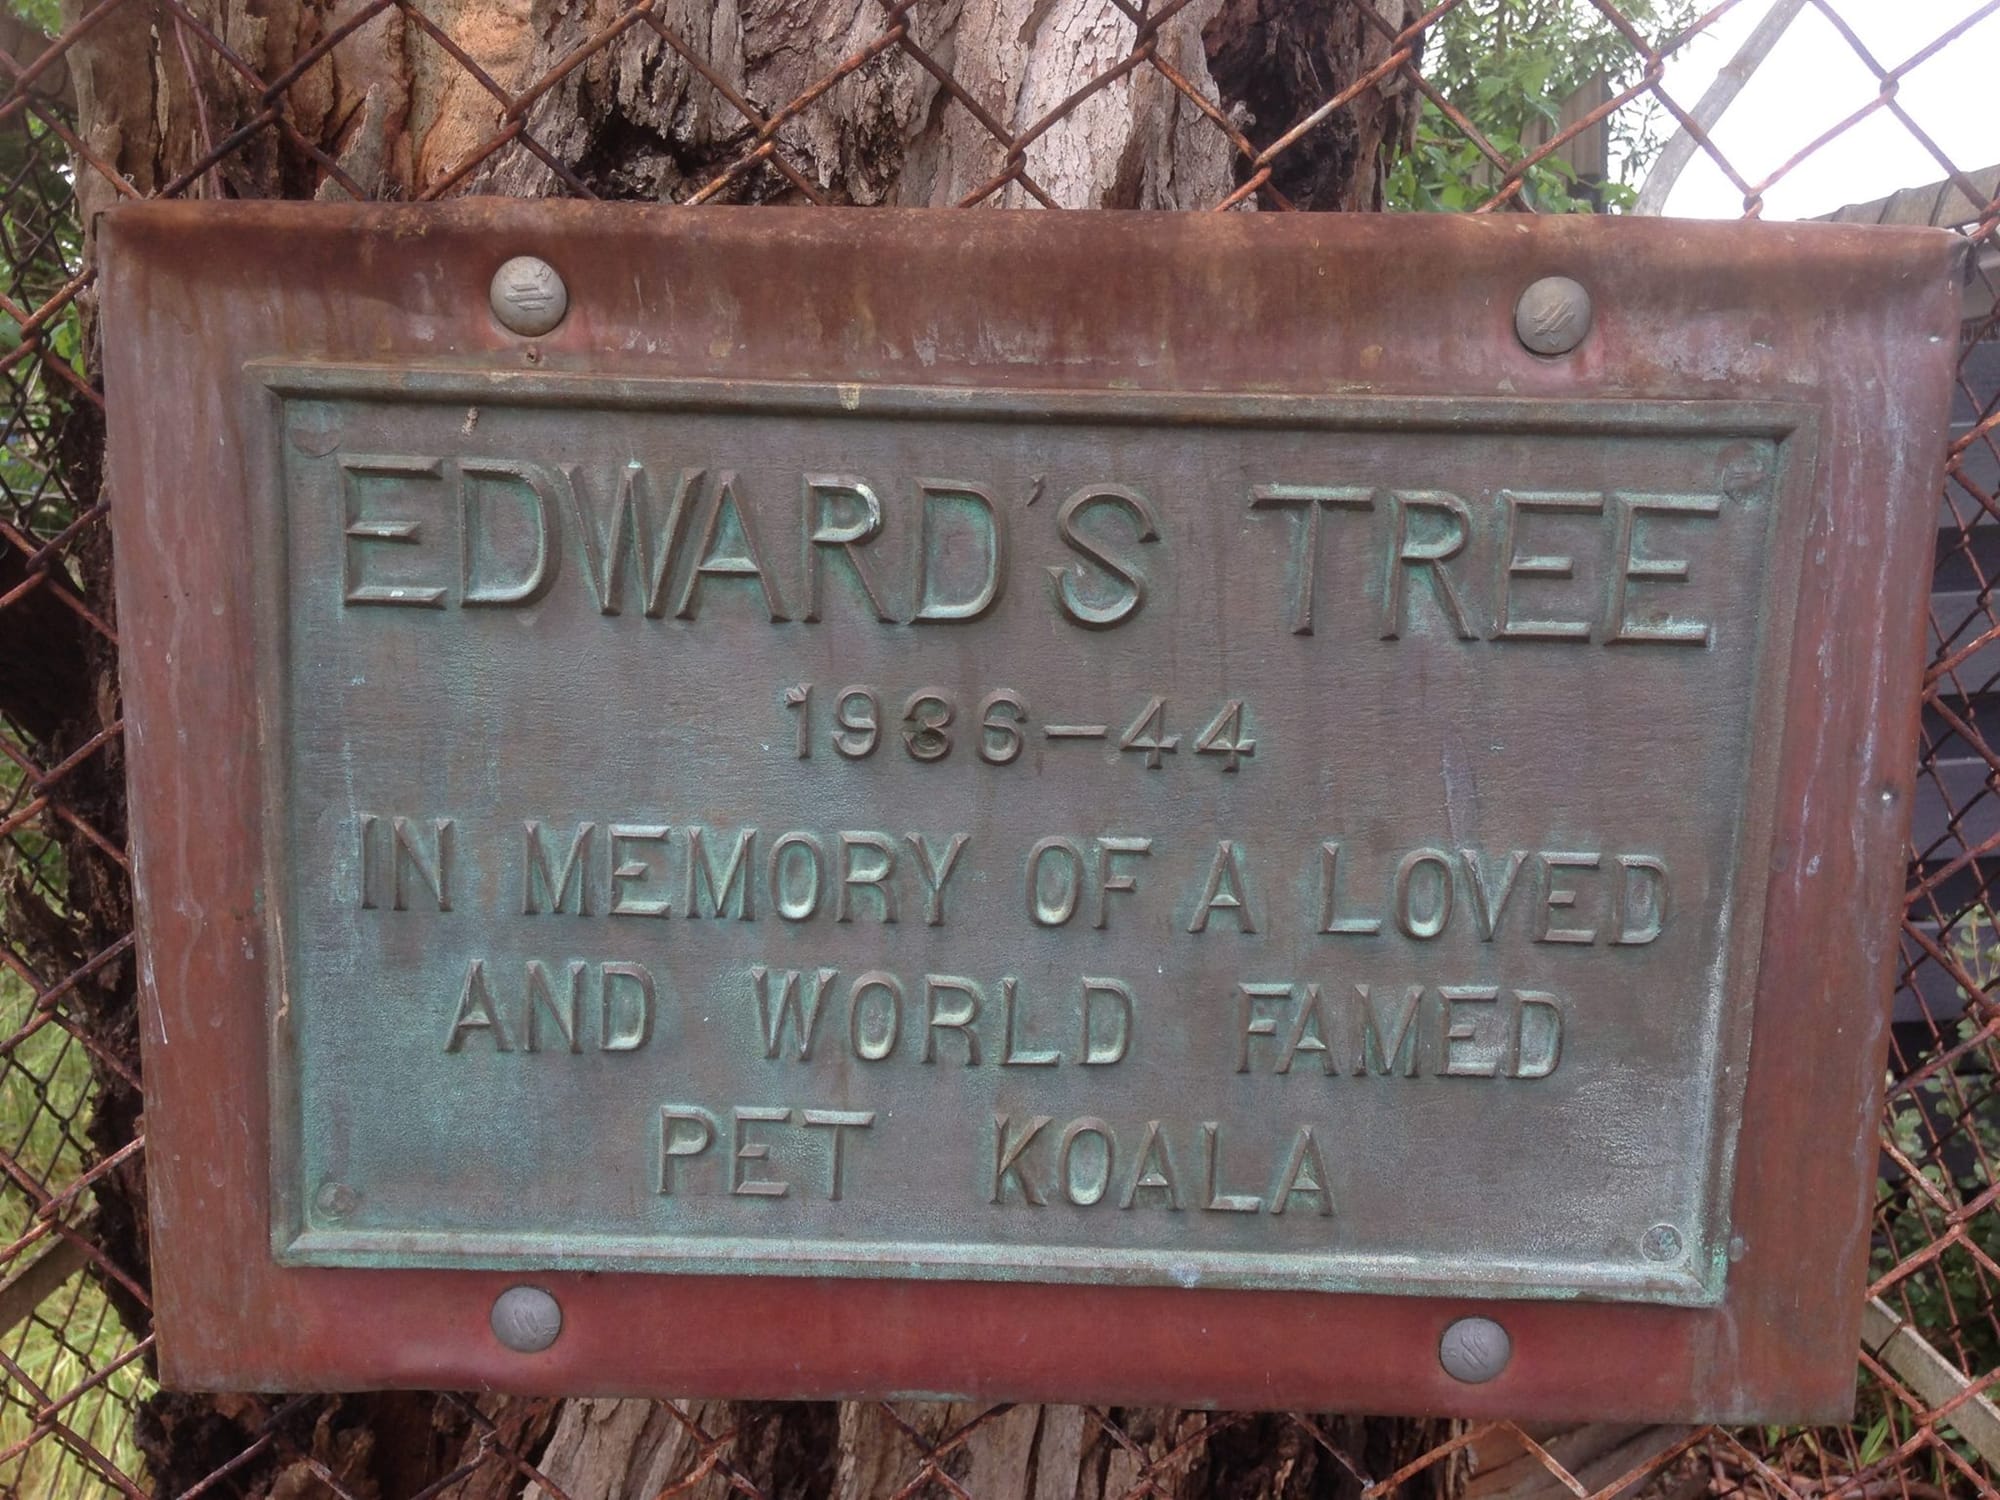 EDWARD'S TREE
1936-44
IN MEMORY OF A LOVED
AND WORLD FAMED
PET KOALA